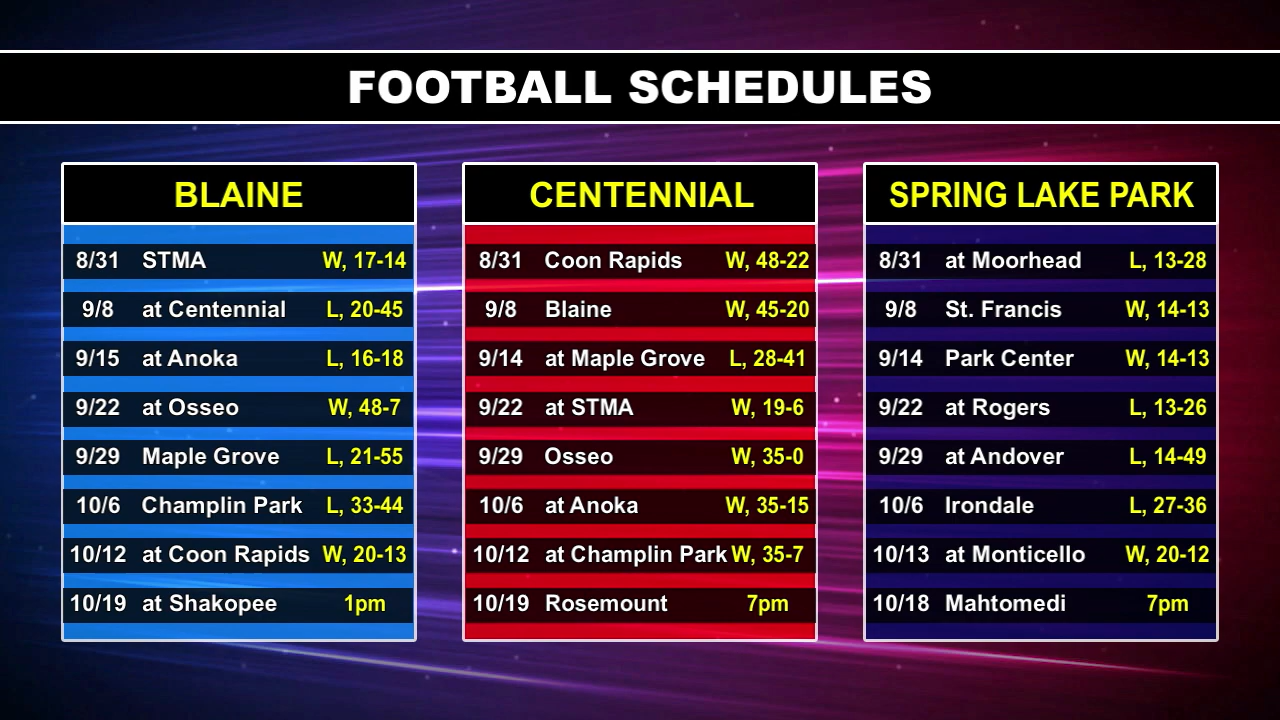 FOOTBALL SCHEDULES
BLAINE
8/31 STMA W, 17-14
9/8 at Centennial L, 20-45
9/15 at Anoka L, 16-18
9/22 at Osseo W, 48-7
9/29 Maple Grove L, 21-55
10/6 Champlin Park L, 33-44
10/12 at Coon Rapids W, 20-13
10/19 at Shakopee 1pm
CENTENNIAL
8/31 Coon Rapids W, 48-22
9/8 Blaine W, 45-20
9/14 at Maple Grove L, 28-41
9/22 at STMA W, 19-6
9/29 Osseo W, 35-0
10/6 at Anoka W, 35-15
10/12 at Champlin Park W, 35-7
10/19 Rosemount 7pm
SPRING LAKE PARK
8/31 at Moorhead L, 13-28
9/8 St. Francis W, 14-13
9/14 Park Center W, 14-13
9/22 at Rogers L, 13-26
9/29 at Andover L, 14-49
10/6 Irondale L, 27-36
10/13 at Monticello W, 20-12
10/18 Mahtomedi 7pm